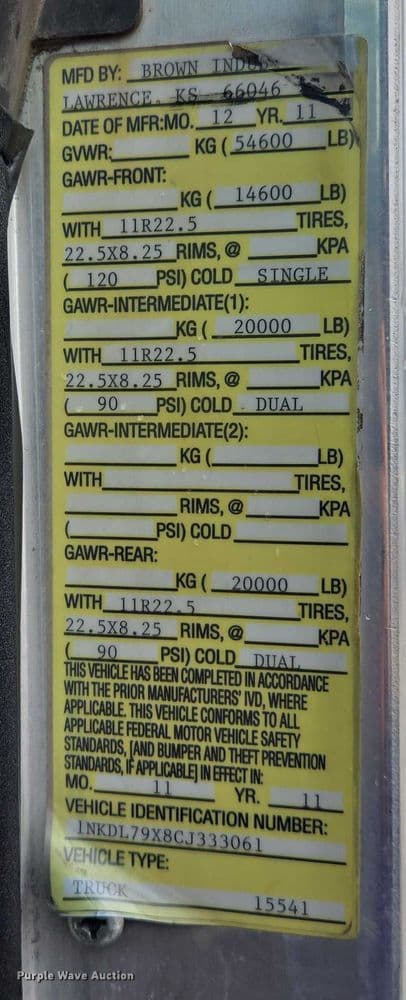 MFD BY: BROWN
LAWRENCE, KS 66046
DATE OF MFR:MO. 12 YR. 11
GVWR: KG ( 54600 LB)
GAWR-FRONT:
KG ( 14600 LB)
WITH 11R22.5 TIRES,
22.5X8.25 RIMS, @ KPA
( 120 PSI) COLD SINGLE
GAWR-INTERMEDIATE(1):
KG ( 20000 LB)
WITH 11R22.5 TIRES,
22.5X8.25 RIMS, @ KPA
( 90 PSI) COLD DUAL
GAWR-INTERMEDIATE(2):
KG ( LB)
WITH TIRES,
RIMS, @ KPA
( PSI) COLD
GAWR-REAR:
KG ( 20000 LB)
WITH 11R22.5 TIRES,
22.5X8.25 RIMS, @ KPA
( 90 PSI) COLD DUAL
THIS VEHICLE HAS BEEN COMPLETED IN ACCORDANCE
WITH THE PRIOR MANUFACTURERS' IVD, WHERE
APPLICABLE. THIS VEHICLE CONFORMS TO ALL
APPLICABLE FEDERAL MOTOR VEHICLE SAFETY
STANDARDS, [AND BUMPER AND THEFT PREVENTION
STANDARDS, IF APPLICABLE] IN EFFECT IN:
MO. 11 YR. 11
VEHICLE IDENTIFICATION NUMBER:
1NKDL79X8CJ333061
VEHICLE TYPE:
TRUCK 15541
Purple Wave Auction